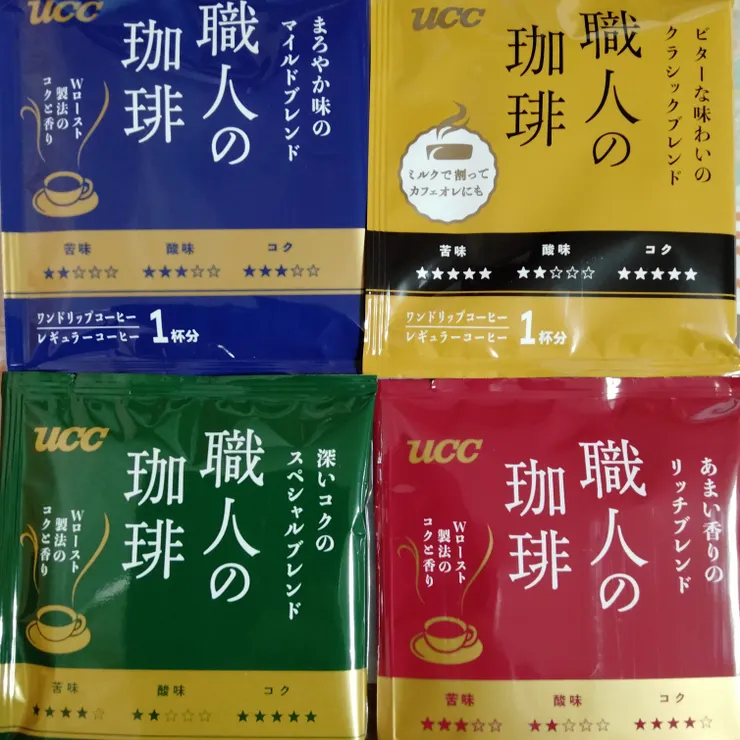 ucc
まろやか味の
マイルドブレンド
職人の
珈琲
Wロースト
製法の
コクと香り
苦味 酸味 コク
★★☆☆☆ ★★★☆☆ ★★★☆☆
ワンドリップコーヒー
レギュラーコーヒー
1杯分
ucc
ビターな味わいの
クラシックブレンド
職人の
珈琲
ミルクで割って
カフェオレにも
苦味 酸味 コク
★★★★★ ★★☆☆☆ ★★★★★
ワンドリップコーヒー
レギュラーコーヒー
1杯分
ucc
深いコクの
スペシャルブレンド
職人の
珈琲
Wロースト
製法の
コクと香り
苦味 酸味 コク
★★★★☆ ★★☆☆☆ ★★★★★
ucc
あまい香りの
リッチブレンド
職人の
珈琲
Wロースト
製法の
コクと香り
苦味 酸味 コク
★★★☆☆ ★★☆☆☆ ★★★★☆